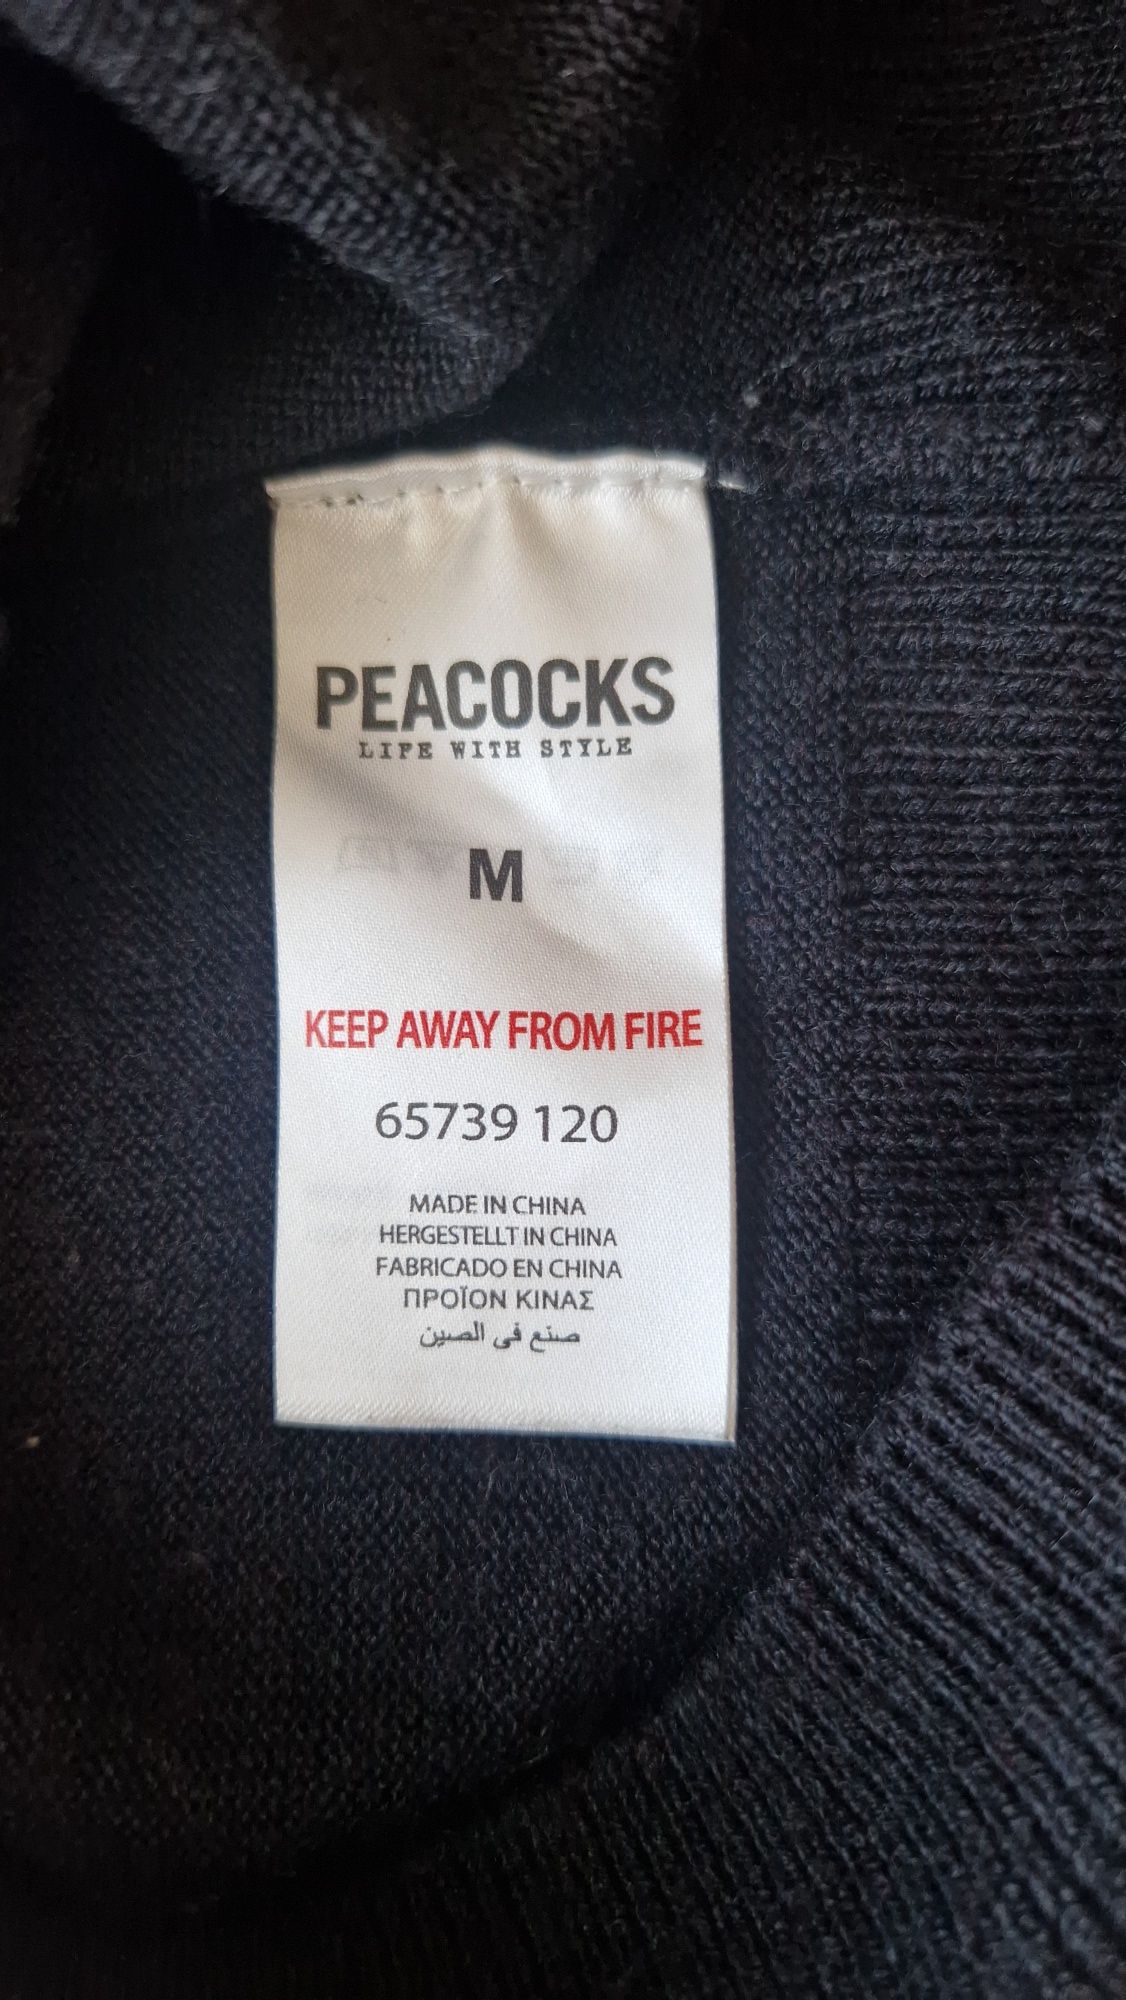 PEACOCKS
LIFE WITH STYLE
M
KEEP AWAY FROM FIRE
65739 120
MADE IN CHINA
HERGESTELLT IN CHINA
FABRICADO EN CHINA
ΠΡΟΪΟΝ ΚΙΝΑΣ
صنع في الصين